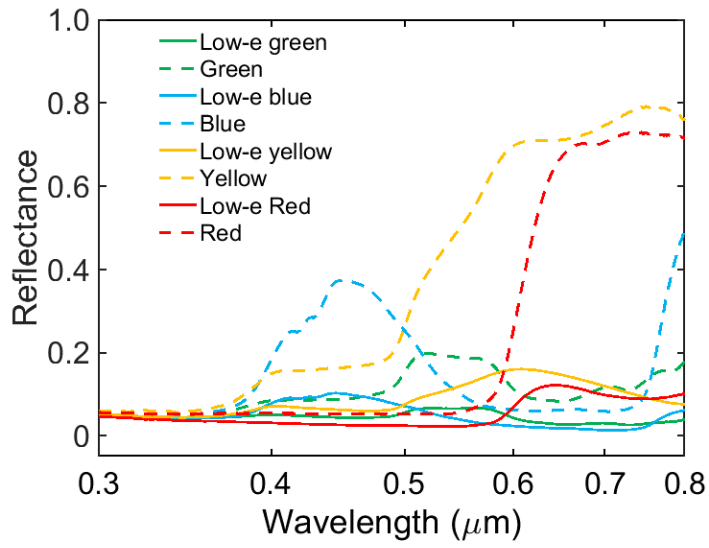 1.0
0.8
0.6
0.4
0.2
0
Reflectance
Low-e green
Green
Low-e blue
Blue
Low-e yellow
Yellow
Low-e Red
Red
0.3 0.4 0.5 0.6 0.7 0.8
Wavelength (μm)